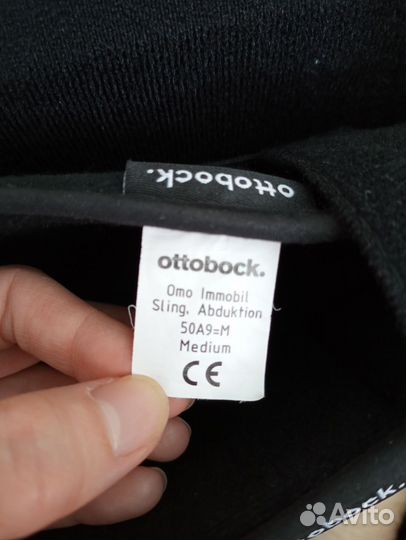 ottobock.
ottobock.
Omo Immobil
Sling, Abduktion
50A9=M
Medium
CE
ottobock.
Avito